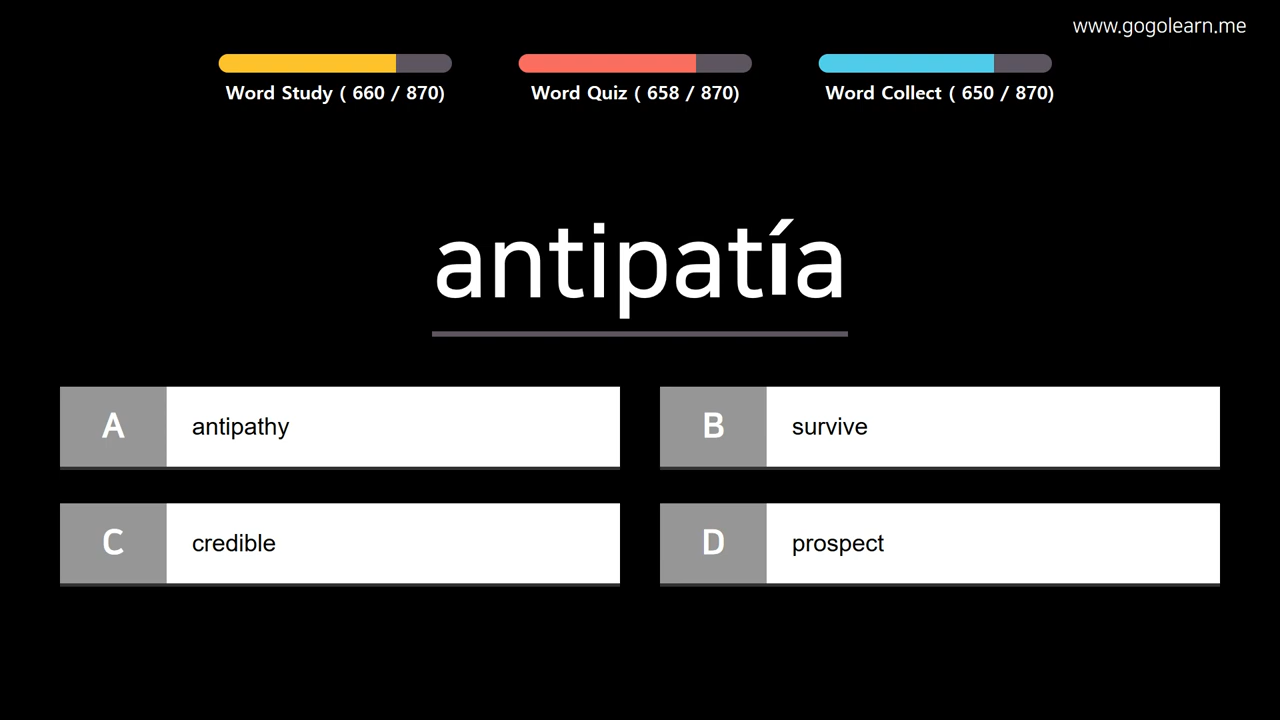 www.gogolearn.me
Word Study ( 660 / 870)
Word Quiz ( 658 / 870)
Word Collect ( 650 / 870)
antipatía
A antipathy
B survive
C credible
D prospect